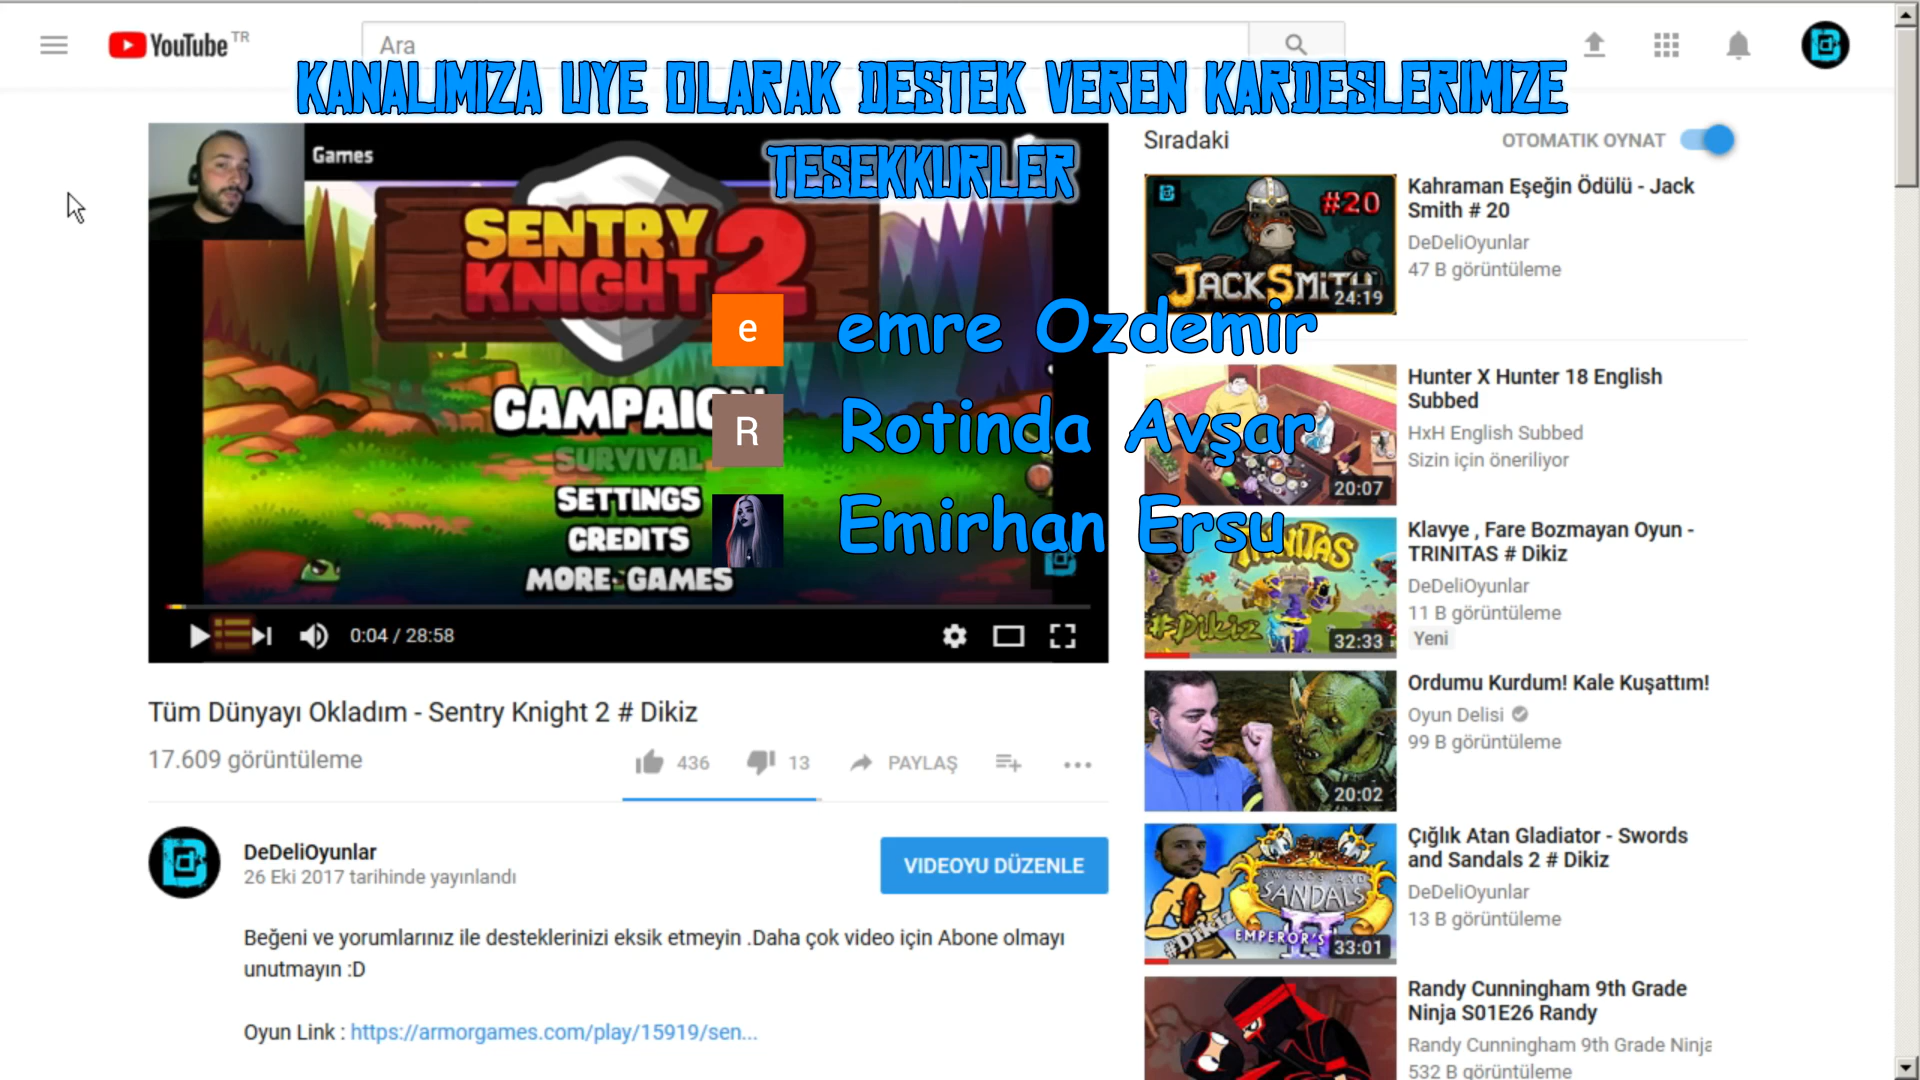 YouTube TR
Ara
KANALIMIZA UYE OLARAK DESTEK VEREN KARDESLERIMIZE
TESEKKURLER
Games
SENTRY
KNIGHT 2
e
emre Ozdemir
R
Rotinda Avşar
Emirhan Ersu
SURVIVAL
SETTINGS
CREDITS
MORE GAMES
0:04 / 28:58
Tüm Dünyayı Okladım - Sentry Knight 2 # Dikiz
17.609 görüntüleme
436
13
PAYLAŞ
DeDeliOyunlar
26 Eki 2017 tarihinde yayınlandı
VIDEOYU DÜZENLE
Beğeni ve yorumlarınız ile desteklerinizi eksik etmeyin .Daha çok video için Abone olmayı
unutmayın :D
Oyun Link : https://armorgames.com/play/15919/sen...
Sıradaki
OTOMATIK OYNAT
#20
JACKSMITH
24:19
Kahraman Eşeğin Ödülü - Jack
Smith # 20
DeDeliOyunlar
47 B görüntüleme
20:07
Hunter X Hunter 18 English
Subbed
HxH English Subbed
Sizin için öneriliyor
#Dikiz
32:33
Klavye , Fare Bozmayan Oyun -
TRINITAS # Dikiz
DeDeliOyunlar
11 B görüntüleme
Yeni
20:02
Ordumu Kurdum! Kale Kuşattım!
Oyun Delisi
99 B görüntüleme
SWORDS AND
SANDALS
II
EMPEROR'S
#Dikiz
33:01
Çığlık Atan Gladiator - Swords
and Sandals 2 # Dikiz
DeDeliOyunlar
13 B görüntüleme
Randy Cunningham 9th Grade
Ninja S01E26 Randy
Randy Cunningham 9th Grade Ninja
532 B görüntüleme